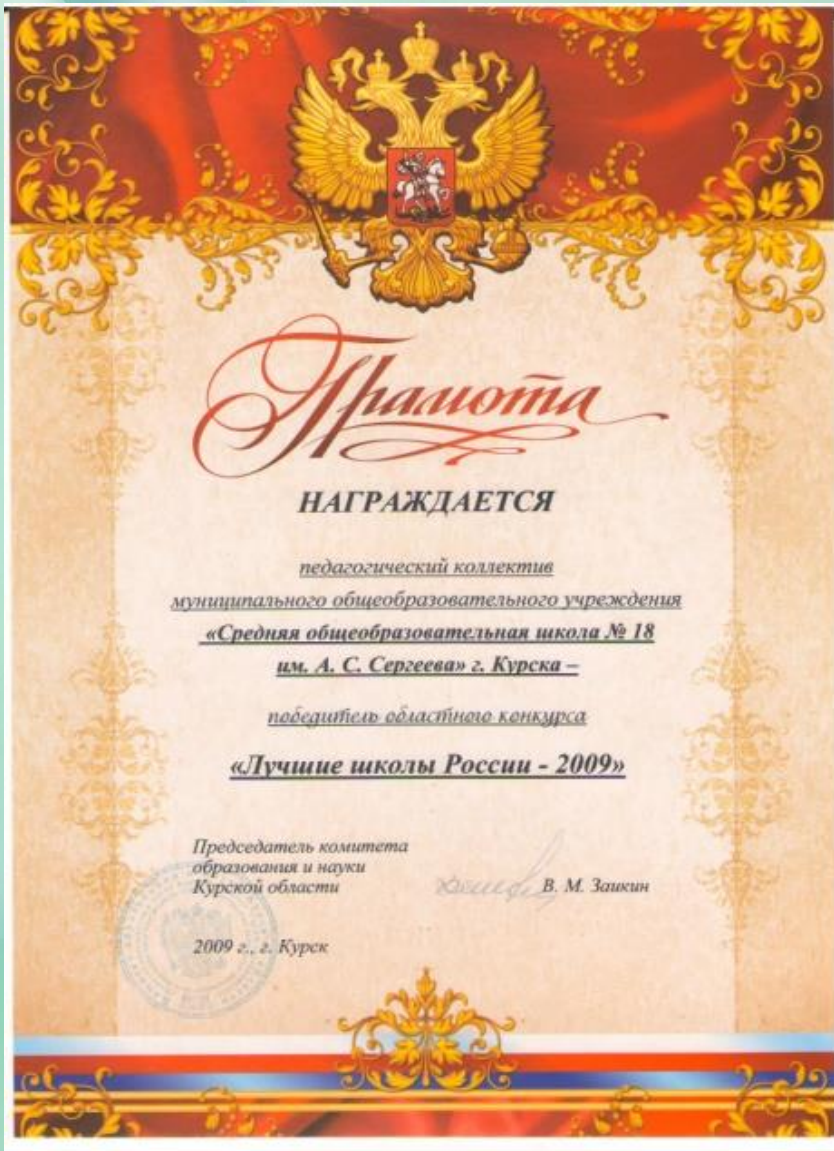 Грамота
НАГРАЖДАЕТСЯ
педагогический коллектив
муниципального общеобразовательного учреждения
«Средняя общеобразовательная школа № 18
им. А. С. Сергеева» г. Курска –
победитель областного конкурса
«Лучшие школы России - 2009»
Председатель комитета
образования и науки
Курской области В. М. Заикин
2009 г., г. Курск